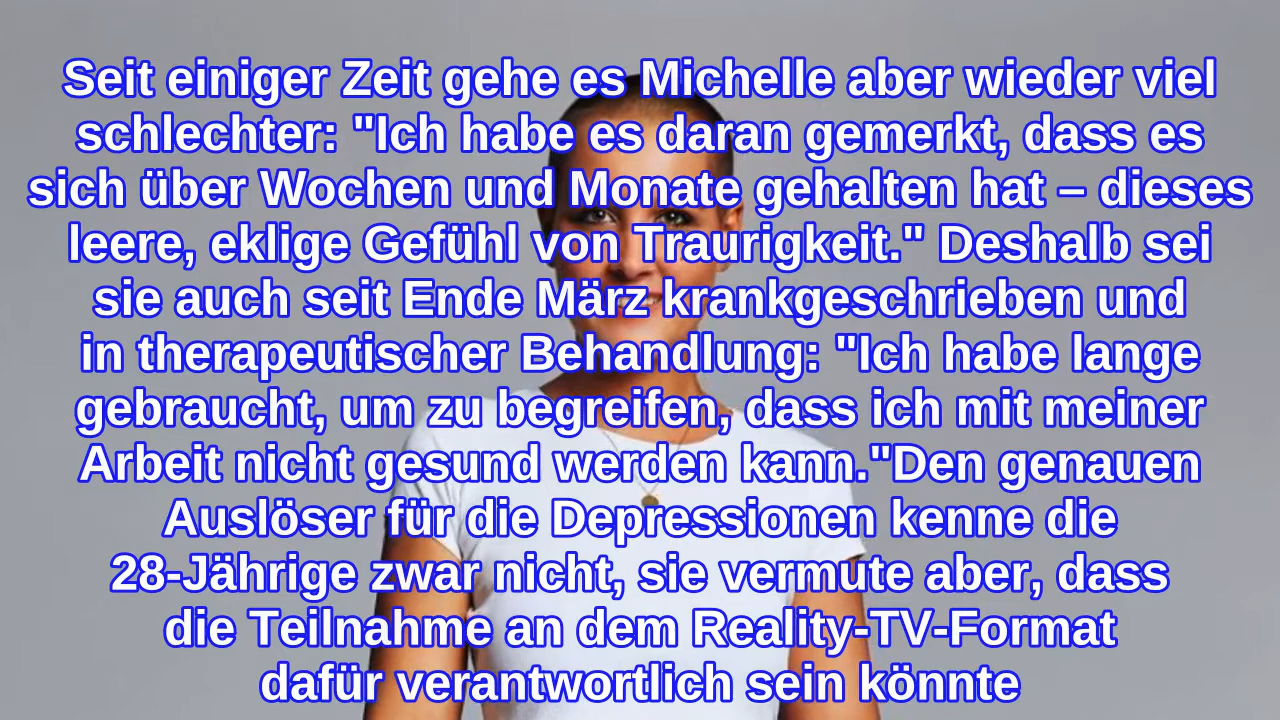 Seit einiger Zeit gehe es Michelle aber wieder viel
schlechter: "Ich habe es daran gemerkt, dass es
sich über Wochen und Monate gehalten hat – dieses
leere, eklige Gefühl von Traurigkeit." Deshalb sei
sie auch seit Ende März krankgeschrieben und
in therapeutischer Behandlung: "Ich habe lange
gebraucht, um zu begreifen, dass ich mit meiner
Arbeit nicht gesund werden kann."Den genauen
Auslöser für die Depressionen kenne die
28-Jährige zwar nicht, sie vermute aber, dass
die Teilnahme an dem Reality-TV-Format
dafür verantwortlich sein könnte